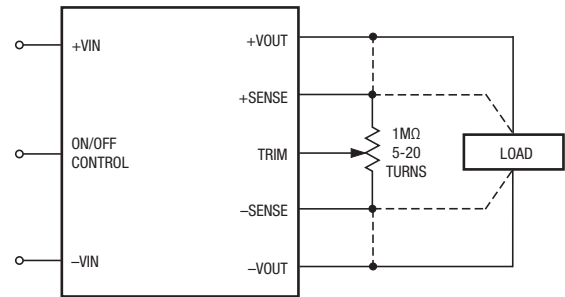 +VIN
ON/OFF
CONTROL
–VIN
+VOUT
+SENSE
TRIM
–SENSE
–VOUT
1MΩ
5-20
TURNS
LOAD